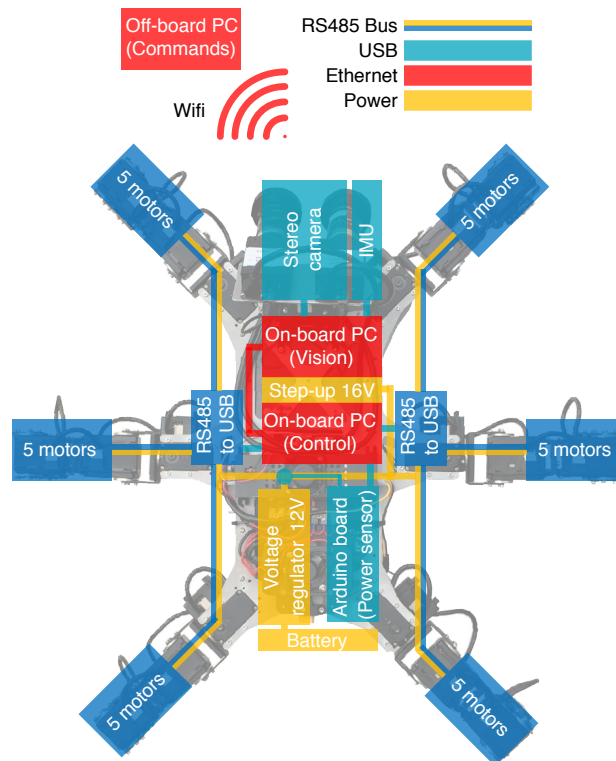 Off-board PC
(Commands)
Wifi
RS485 Bus
USB
Ethernet
Power
5 motors
5 motors
Stereo
camera
IMU
On-board PC
(Vision)
Step-up 16V
On-board PC
(Control)
RS485
to USB
RS485
to USB
5 motors
5 motors
Voltage
regulator 12V
Arduino board
(Power sensor)
Battery
5 motors
5 motors